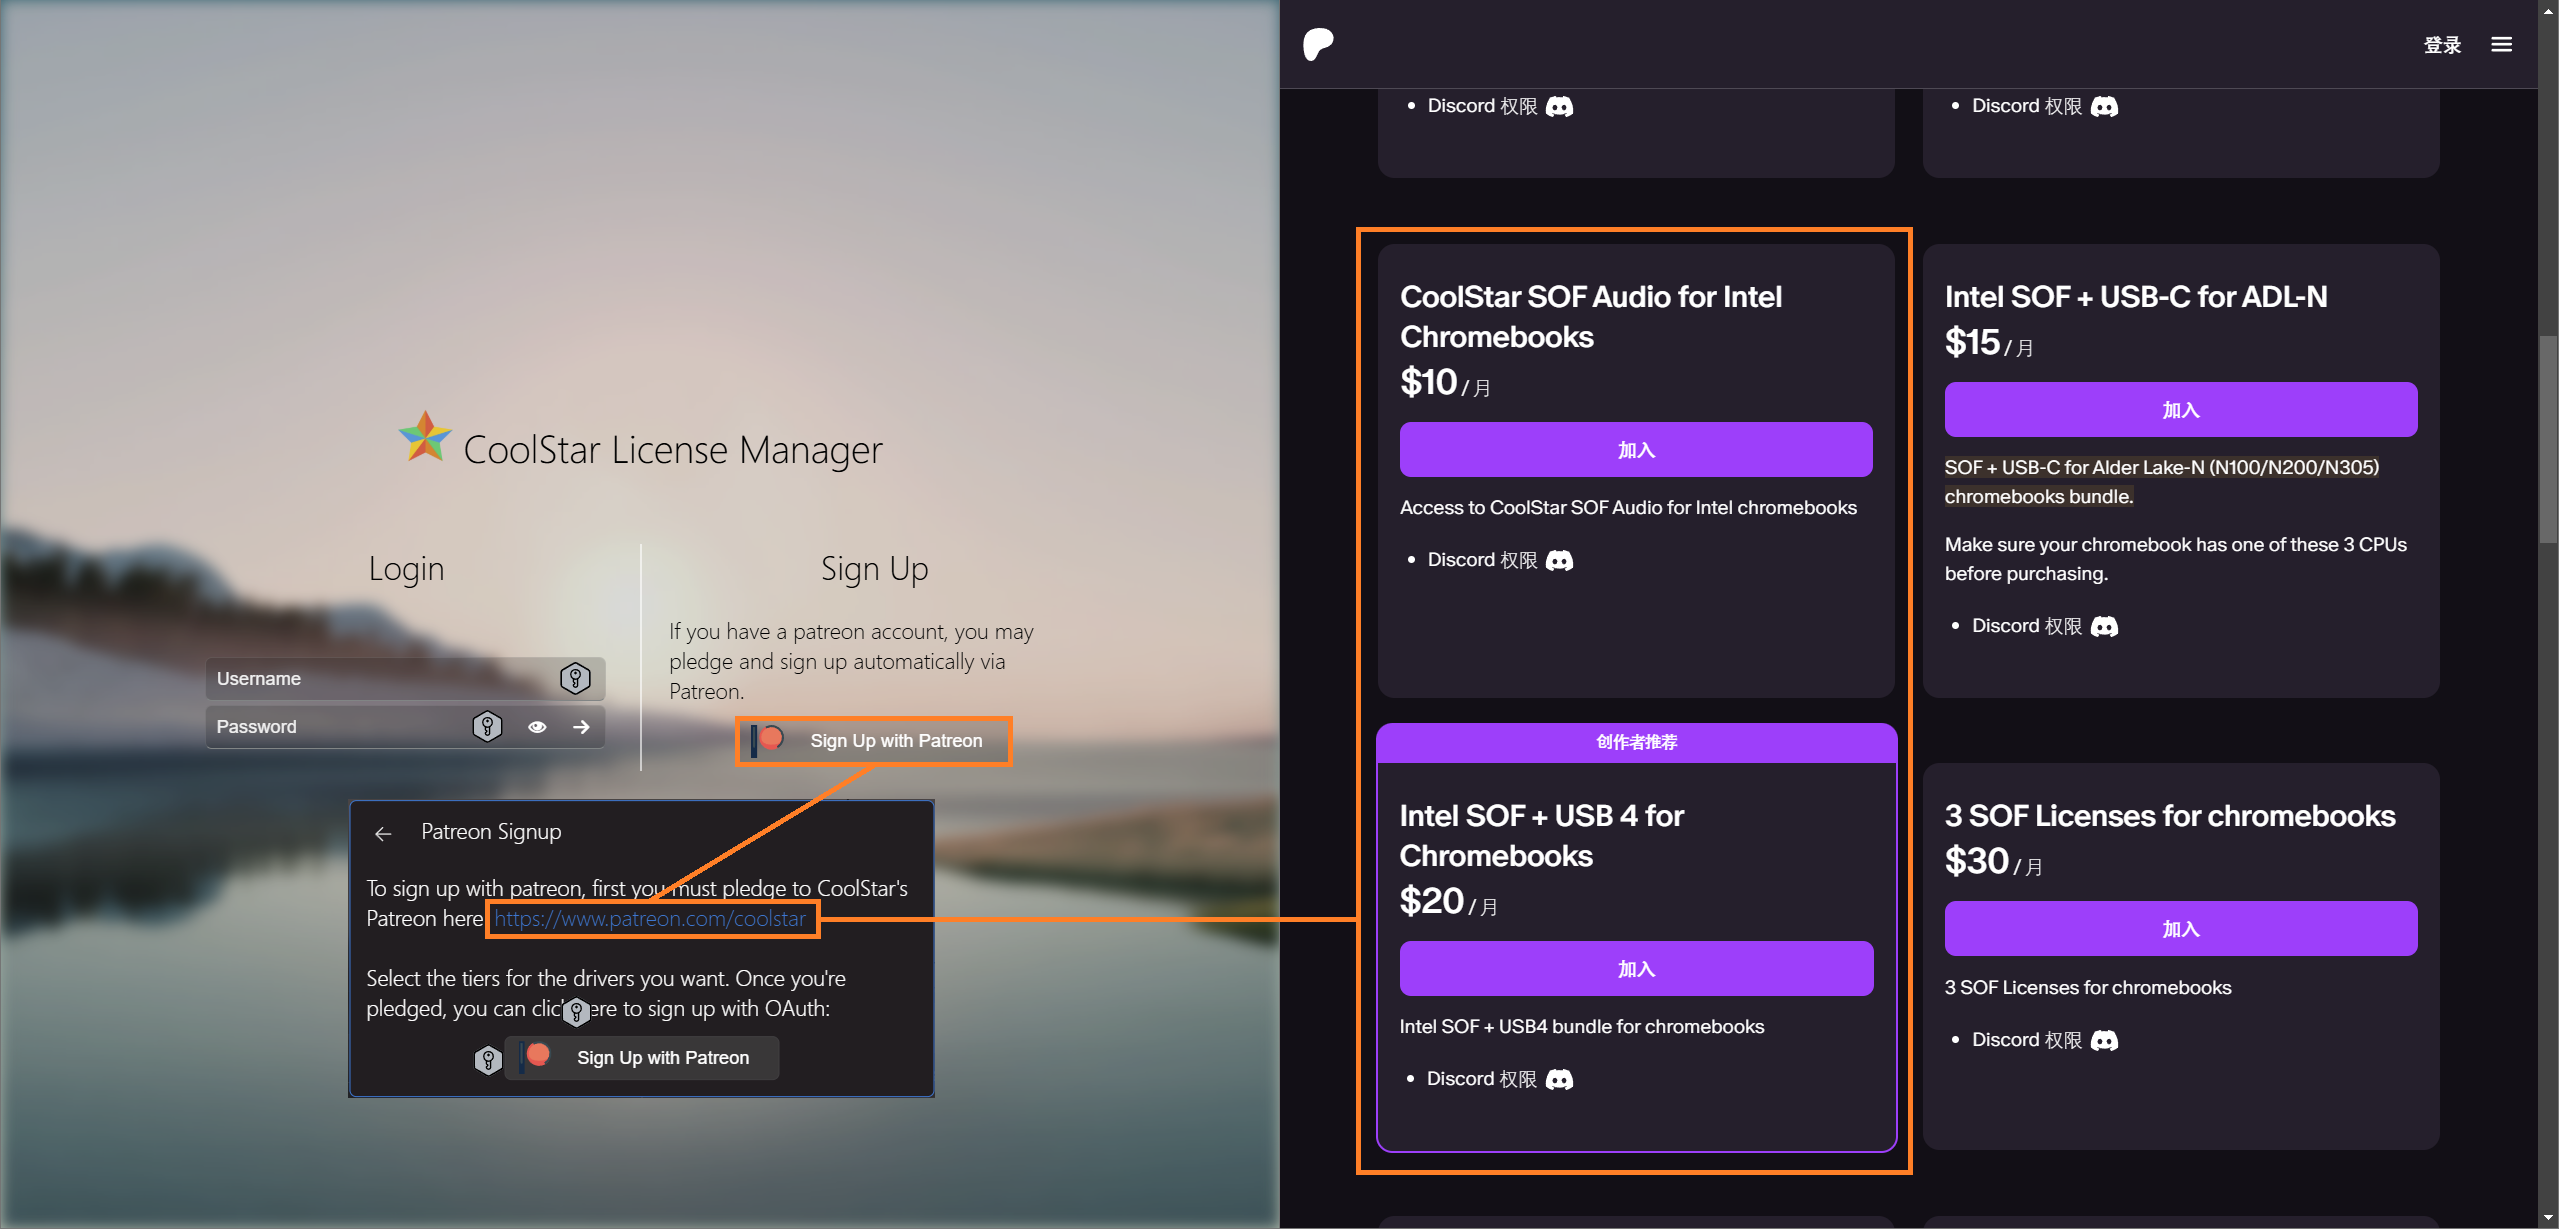 CoolStar License Manager
Login
Username
Password
Sign Up
If you have a patreon account, you may
pledge and sign up automatically via
Patreon.
Sign Up with Patreon
Patreon Signup
To sign up with patreon, first you must pledge to CoolStar's
Patreon here https://www.patreon.com/coolstar
Select the tiers for the drivers you want. Once you're
pledged, you can click here to sign up with OAuth:
Sign Up with Patreon
登录
Discord 权限
Discord 权限
CoolStar SOF Audio for Intel
Chromebooks
$10 / 月
加入
Access to CoolStar SOF Audio for Intel chromebooks
Discord 权限
Intel SOF + USB-C for ADL-N
$15 / 月
加入
SOF + USB-C for Alder Lake-N (N100/N200/N305)
chromebooks bundle.
Make sure your chromebook has one of these 3 CPUs
before purchasing.
Discord 权限
创作者推荐
Intel SOF + USB 4 for
Chromebooks
$20 / 月
加入
Intel SOF + USB4 bundle for chromebooks
Discord 权限
3 SOF Licenses for chromebooks
$30 / 月
加入
3 SOF Licenses for chromebooks
Discord 权限